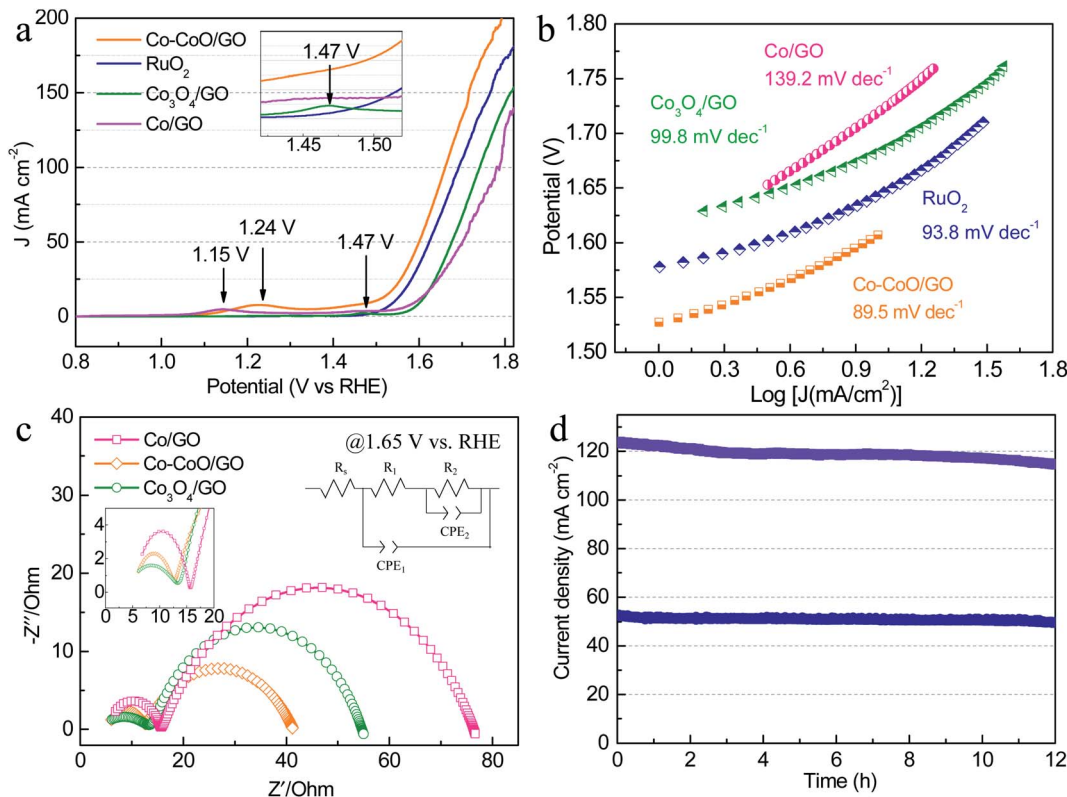 a
200
150
100
50
0
J (mA cm⁻²)
Co-CoO/GO
RuO₂
Co₃O₄/GO
Co/GO
1.47 V
1.45 1.50
1.15 V
1.24 V
1.47 V
0.8 1.0 1.2 1.4 1.6 1.8
Potential (V vs RHE)
b
1.80
1.75
1.70
1.65
1.60
1.55
1.50
Potential (V)
Co/GO
139.2 mV dec⁻¹
Co₃O₄/GO
99.8 mV dec⁻¹
RuO₂
93.8 mV dec⁻¹
Co-CoO/GO
89.5 mV dec⁻¹
0.0 0.3 0.6 0.9 1.2 1.5 1.8
Log [J(mA/cm²)]
c
40
30
20
10
0
-Z″/Ohm
Co/GO
Co-CoO/GO
Co₃O₄/GO
@1.65 V vs. RHE
Rₛ R₁ R₂
CPE₂
CPE₁
4
2
0
0 5 10 15 20
0 20 40 60 80
Z′/Ohm
d
120
100
80
60
40
20
0
Current density (mA cm⁻²)
0 2 4 6 8 10 12
Time (h)